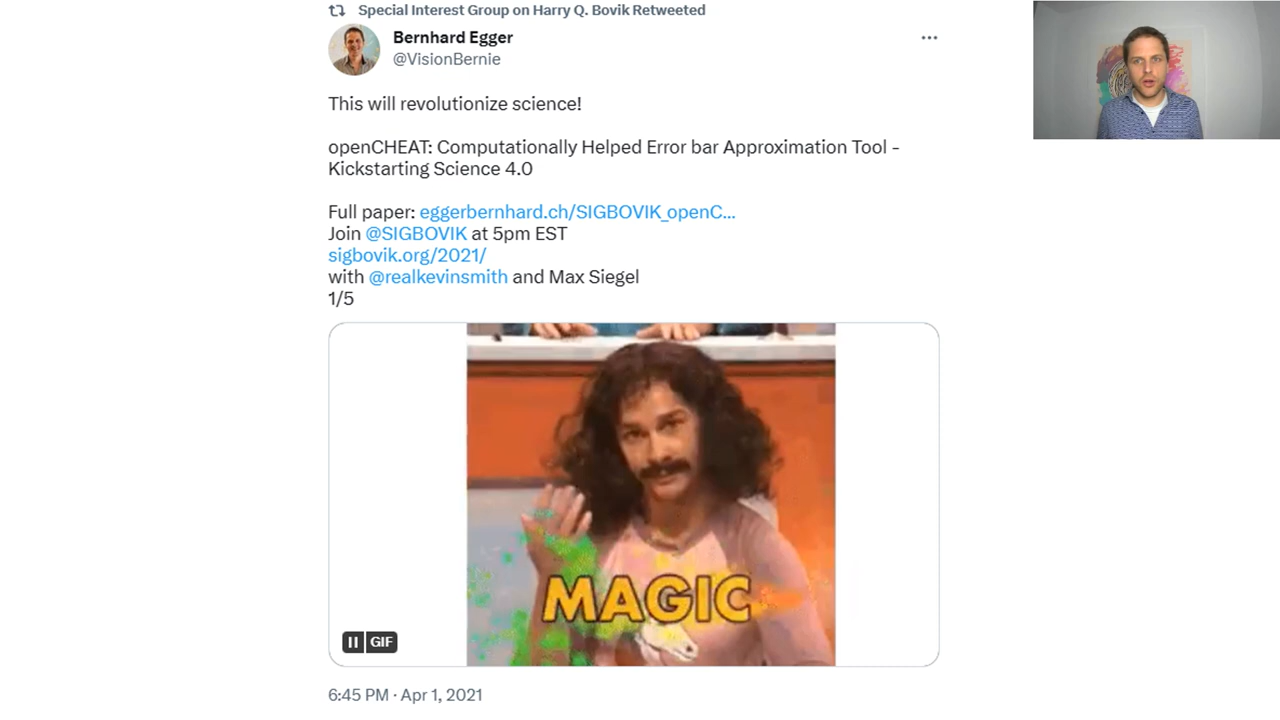 Special Interest Group on Harry Q. Bovik Retweeted
Bernhard Egger
@VisionBernie
This will revolutionize science!
openCHEAT: Computationally Helped Error bar Approximation Tool -
Kickstarting Science 4.0
Full paper: eggerbernhard.ch/SIGBOVIK_openC...
Join @SIGBOVIK at 5pm EST
sigbovik.org/2021/
with @realkevinsmith and Max Siegel
1/5
MAGIC
GIF
6:45 PM · Apr 1, 2021